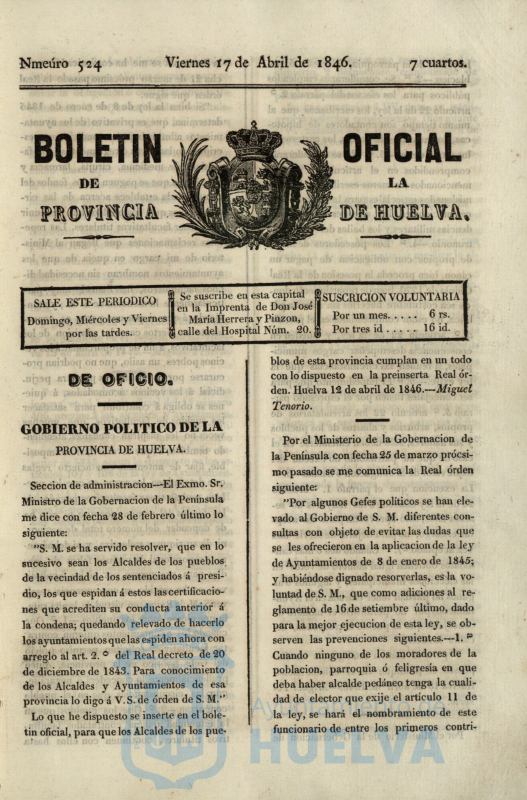 Nmeúro 524 Viernes 17 de Abril de 1846. 7 cuartos.
BOLETIN OFICIAL
DE LA
PROVINCIA DE HUELVA.
SALE ESTE PERIODICO
Domingo, Miércoles y Viernes
por las tardes.
Se suscribe en esta capital
en la Imprenta de Don José
María Herrera y Pinzon,
calle del Hospital Núm. 20.
SUSCRICION VOLUNTARIA
Por un mes. . . . . 6 rs.
Por tres id . . . . . 16 id.
DE OFICIO.
GOBIERNO POLITICO DE LA
PROVINCIA DE HUELVA.
Seccion de administracion—El Exmo. Sr.
Ministro de la Gobernacion de la Península
me dice con fecha 28 de febrero último lo
siguiente:
"S. M. se ha servido resolver, que en lo
sucesivo sean los Alcaldes de los pueblos
de la vecindad de los sentenciados á presi-
dio, los que espidan á estos las certificacio-
nes que acrediten su conducta anterior á
la condena; quedando relevado de hacerlo
los ayuntamientos que las espiden ahora con
arreglo al art. 2.° del Real decreto de 20
de diciembre de 1843. Para conocimiento
de los Alcaldes y Ayuntamientos de esa
provincia lo digo á V. S. de órden de S. M."
Lo que he dispuesto se inserte en el bole-
tin oficial, para que los Alcaldes de los pue-
blos de esta provincia cumplan en un todo
con lo dispuesto en la preinserta Real ór-
den. Huelva 12 de abril de 1846.—Miguel
Tenorio.
Por el Ministerio de la Gobernacion de
la Península con fecha 25 de marzo prócsi-
mo pasado se me comunica la Real órden
siguiente:
"Por algunos Gefes políticos se han ele-
vado al Gobierno de S. M. diferentes con-
sultas con objeto de evitar las dudas que
se les ofrecieron en la aplicacion de la ley
de Ayuntamientos de 8 de enero de 1845;
y habiéndose dignado resorverlas, es la vo-
luntad de S. M., que como adiciones al re-
glamento de 16 de setiembre último, dado
para la mejor ejecucion de esta ley, se ob-
serven las prevenciones siguientes.—1.ª
Cuando ninguno de los moradores de la
poblacion, parroquia ó feligresía en que
deba haber alcalde pedáneo tenga la cuali-
dad de elector que exije el artículo 11 de
la ley, se hará el nombramiento de este
funcionario de entre los primeros contri-
HUELVA